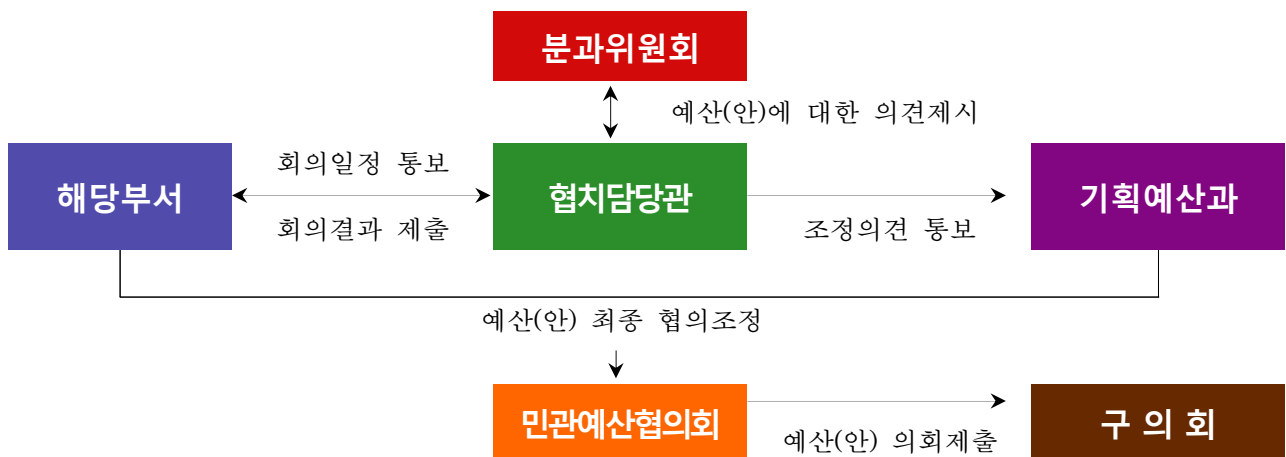 분과위원회
예산(안)에 대한 의견제시
회의일정 통보
해당부서
협치담당관
기획예산과
회의결과 제출
조정의견 통보
예산(안) 최종 협의조정
민관예산협의회
구 의 회
예산(안) 의회제출